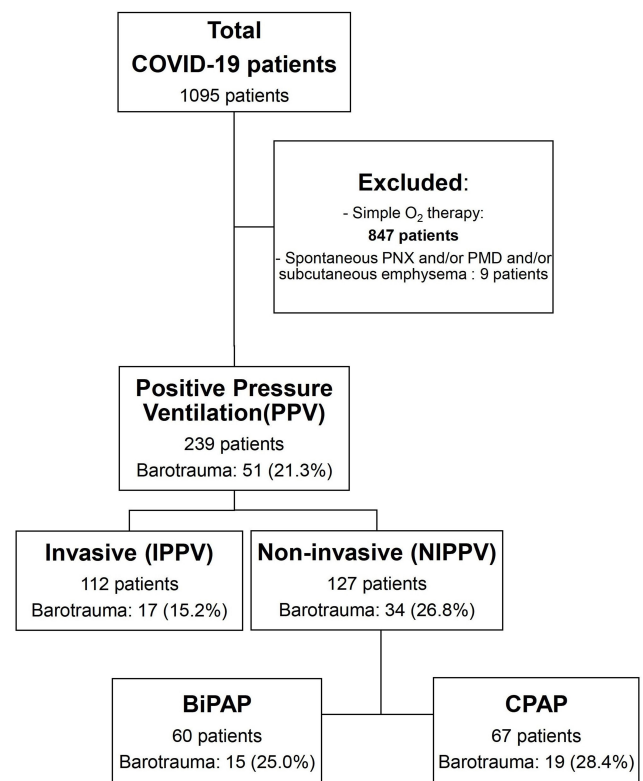 Total
COVID-19 patients
1095 patients
Excluded:
- Simple O₂ therapy:
847 patients
- Spontaneous PNX and/or PMD and/or
subcutaneous emphysema : 9 patients
Positive Pressure
Ventilation(PPV)
239 patients
Barotrauma: 51 (21.3%)
Invasive (IPPV)
112 patients
Barotrauma: 17 (15.2%)
Non-invasive (NIPPV)
127 patients
Barotrauma: 34 (26.8%)
BiPAP
60 patients
Barotrauma: 15 (25.0%)
CPAP
67 patients
Barotrauma: 19 (28.4%)